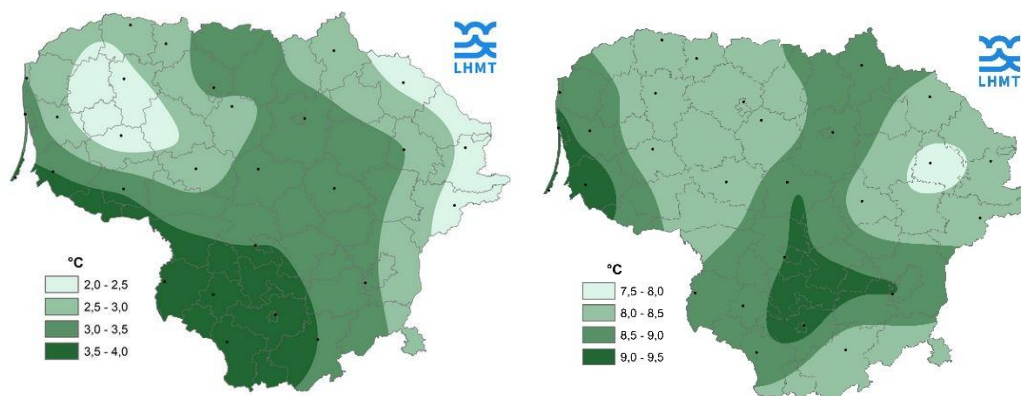 LHMT
°C
2,0 - 2,5
2,5 - 3,0
3,0 - 3,5
3,5 - 4,0
LHMT
°C
7,5 - 8,0
8,0 - 8,5
8,5 - 9,0
9,0 - 9,5